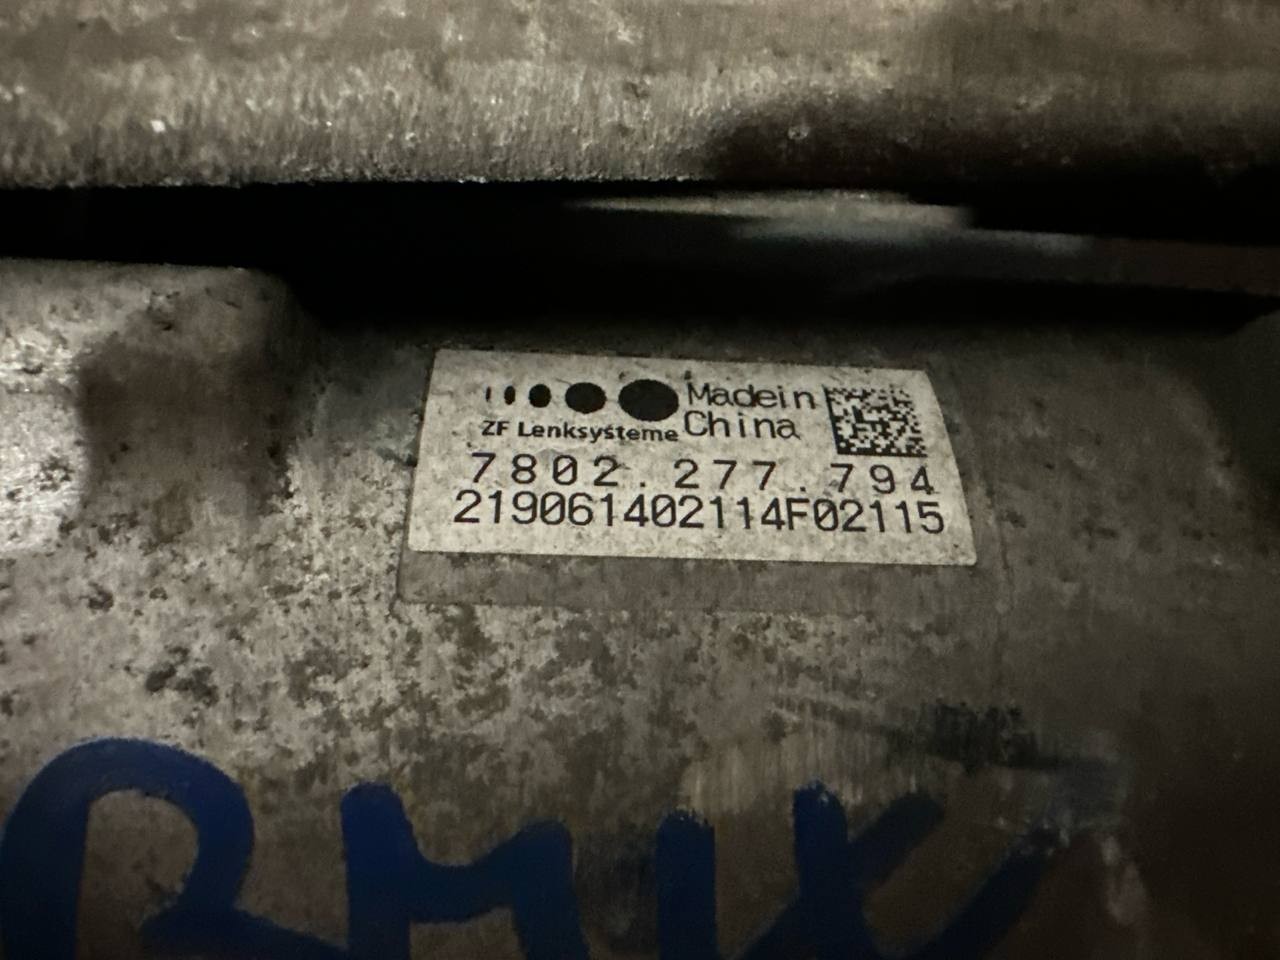 Madein
China
ZF Lenksysteme
7802.277.794
219061402114F02115